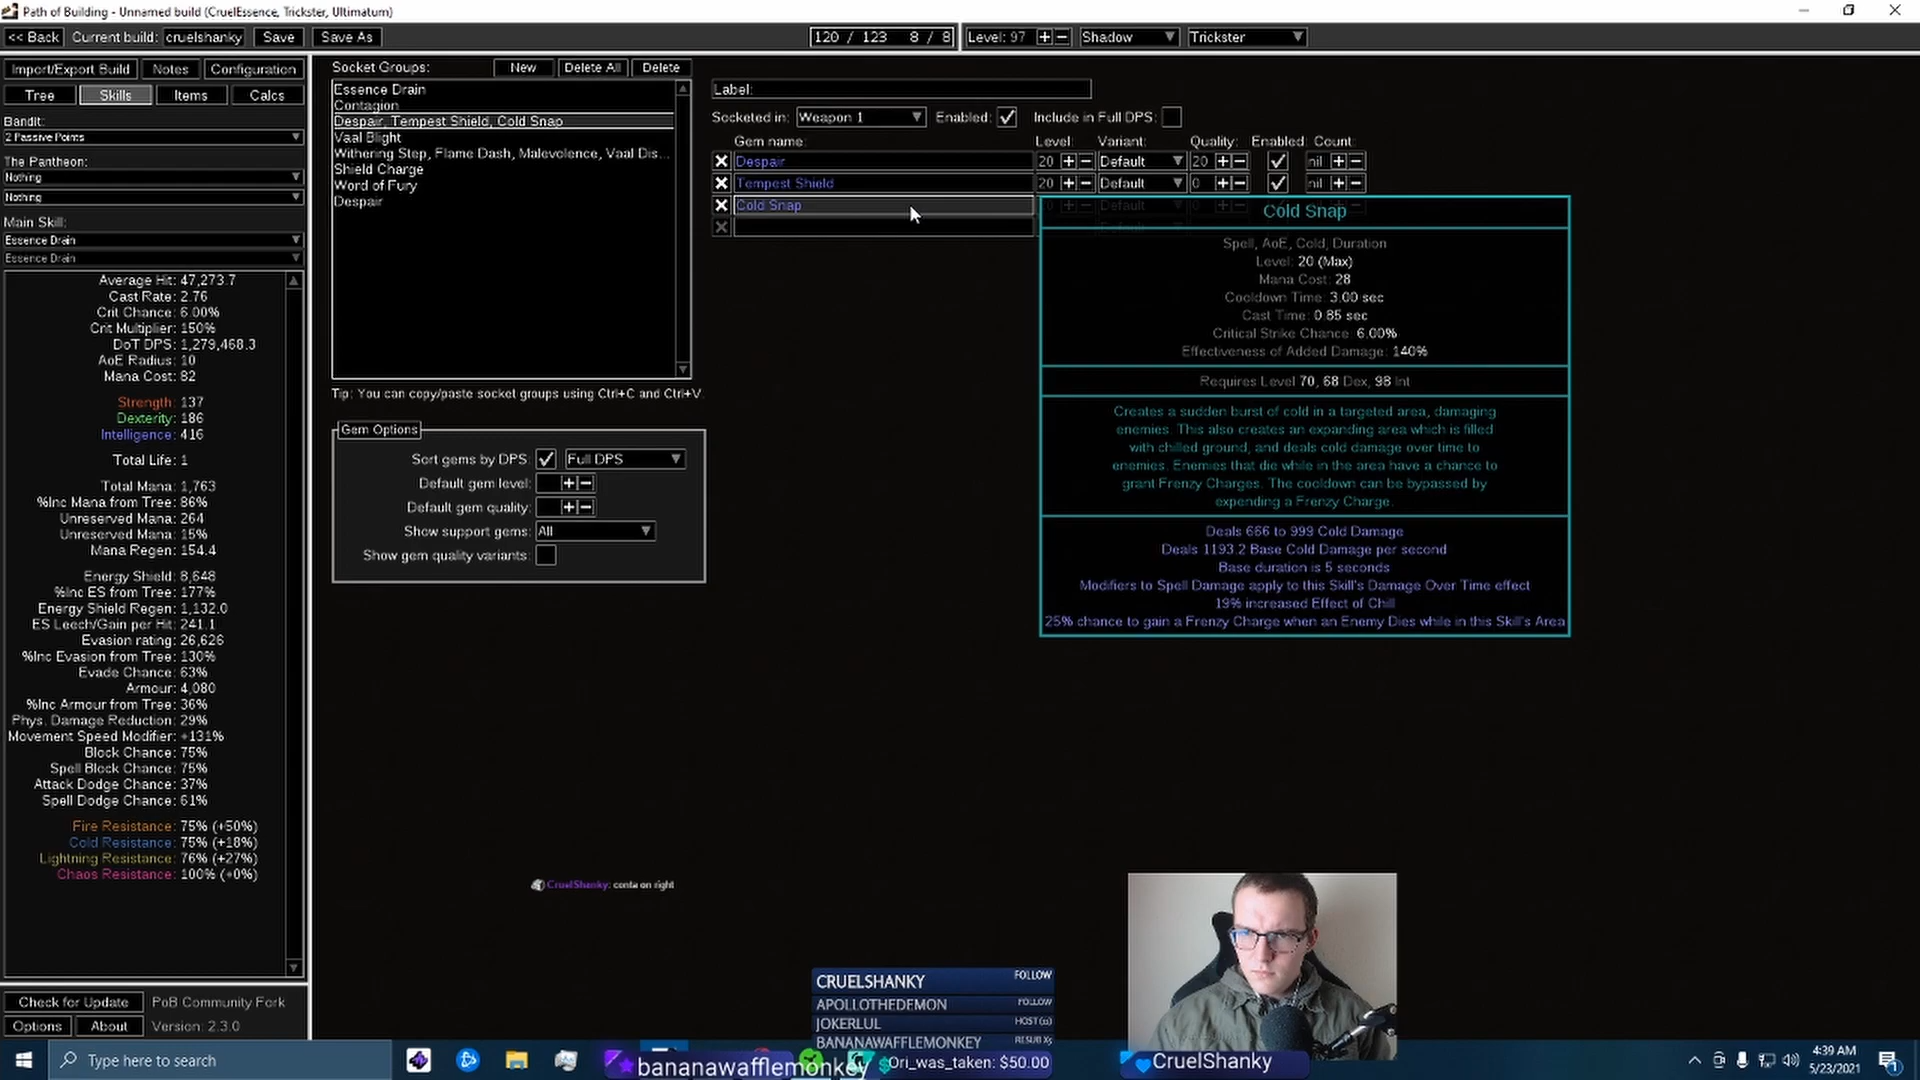 Path of Building - Unnamed build (CruelEssence, Trickster, Ultimatum)
<< Back Current build: cruelshanky Save Save As 120 / 123 8 / 8 Level: 97 Shadow Trickster
Import/Export Build Notes Configuration
Tree Skills Items Calcs
Bandit:
2 Passive Points
The Pantheon:
Nothing
Nothing
Main Skill:
Essence Drain
Essence Drain
Average Hit: 47,273.7
Cast Rate: 2.76
Crit Chance: 6.00%
Crit Multiplier: 150%
DoT DPS: 1,279,468.3
AoE Radius: 10
Mana Cost: 82
Strength: 137
Dexterity: 186
Intelligence: 416
Total Life: 1
Total Mana: 1,763
%Inc Mana from Tree: 86%
Unreserved Mana: 264
Unreserved Mana: 15%
Mana Regen: 154.4
Energy Shield: 8,648
%Inc ES from Tree: 177%
Energy Shield Regen: 1,132.0
ES Leech/Gain per Hit: 241.1
Evasion rating: 26,626
%Inc Evasion from Tree: 130%
Evade Chance: 63%
Armour: 4,080
%Inc Armour from Tree: 36%
Phys. Damage Reduction: 29%
Movement Speed Modifier: +131%
Block Chance: 75%
Spell Block Chance: 75%
Attack Dodge Chance: 37%
Spell Dodge Chance: 61%
Fire Resistance: 75% (+50%)
Cold Resistance: 75% (+18%)
Lightning Resistance: 76% (+27%)
Chaos Resistance: 100% (+0%)
Check for Update PoB Community Fork
Options About Version: 2.3.0
Socket Groups: New Delete All Delete
Essence Drain
Contagion
Despair, Tempest Shield, Cold Snap
Vaal Blight
Withering Step, Flame Dash, Malevolence, Vaal Dis...
Shield Charge
Word of Fury
Despair
Tip: You can copy/paste socket groups using Ctrl+C and Ctrl+V.
Gem Options
Sort gems by DPS: Full DPS
Default gem level:
Default gem quality:
Show support gems: All
Show gem quality variants:
Label:
Socketed in: Weapon 1 Enabled: Include in Full DPS:
Gem name: Level: Variant: Quality: Enabled: Count:
Despair 20 Default 20 nil
Tempest Shield 20 Default 0 nil
Cold Snap
Cold Snap
Spell, AoE, Cold, Duration
Level: 20 (Max)
Mana Cost: 28
Cooldown Time: 3.00 sec
Cast Time: 0.85 sec
Critical Strike Chance: 6.00%
Effectiveness of Added Damage: 140%
Requires Level 70, 68 Dex, 98 Int
Creates a sudden burst of cold in a targeted area, damaging
enemies. This also creates an expanding area which is filled
with chilled ground, and deals cold damage over time to
enemies. Enemies that die while in the area have a chance to
grant Frenzy Charges. The cooldown can be bypassed by
expending a Frenzy Charge.
Deals 666 to 999 Cold Damage
Deals 1193.2 Base Cold Damage per second
Base duration is 5 seconds
Modifiers to Spell Damage apply to this Skill's Damage Over Time effect
19% increased Effect of Chill
25% chance to gain a Frenzy Charge when an Enemy Dies while in this Skill's Area
CruelShanky: conta on right
CRUELSHANKY FOLLOW
APOLLOTHEDEMON FOLLOW
JOKERLUL
BANANAWAFFLEMONKEY
Type here to search
bananawafflemonkey
Ori_was_taken: $50.00
CruelShanky
4:39 AM
5/23/2021